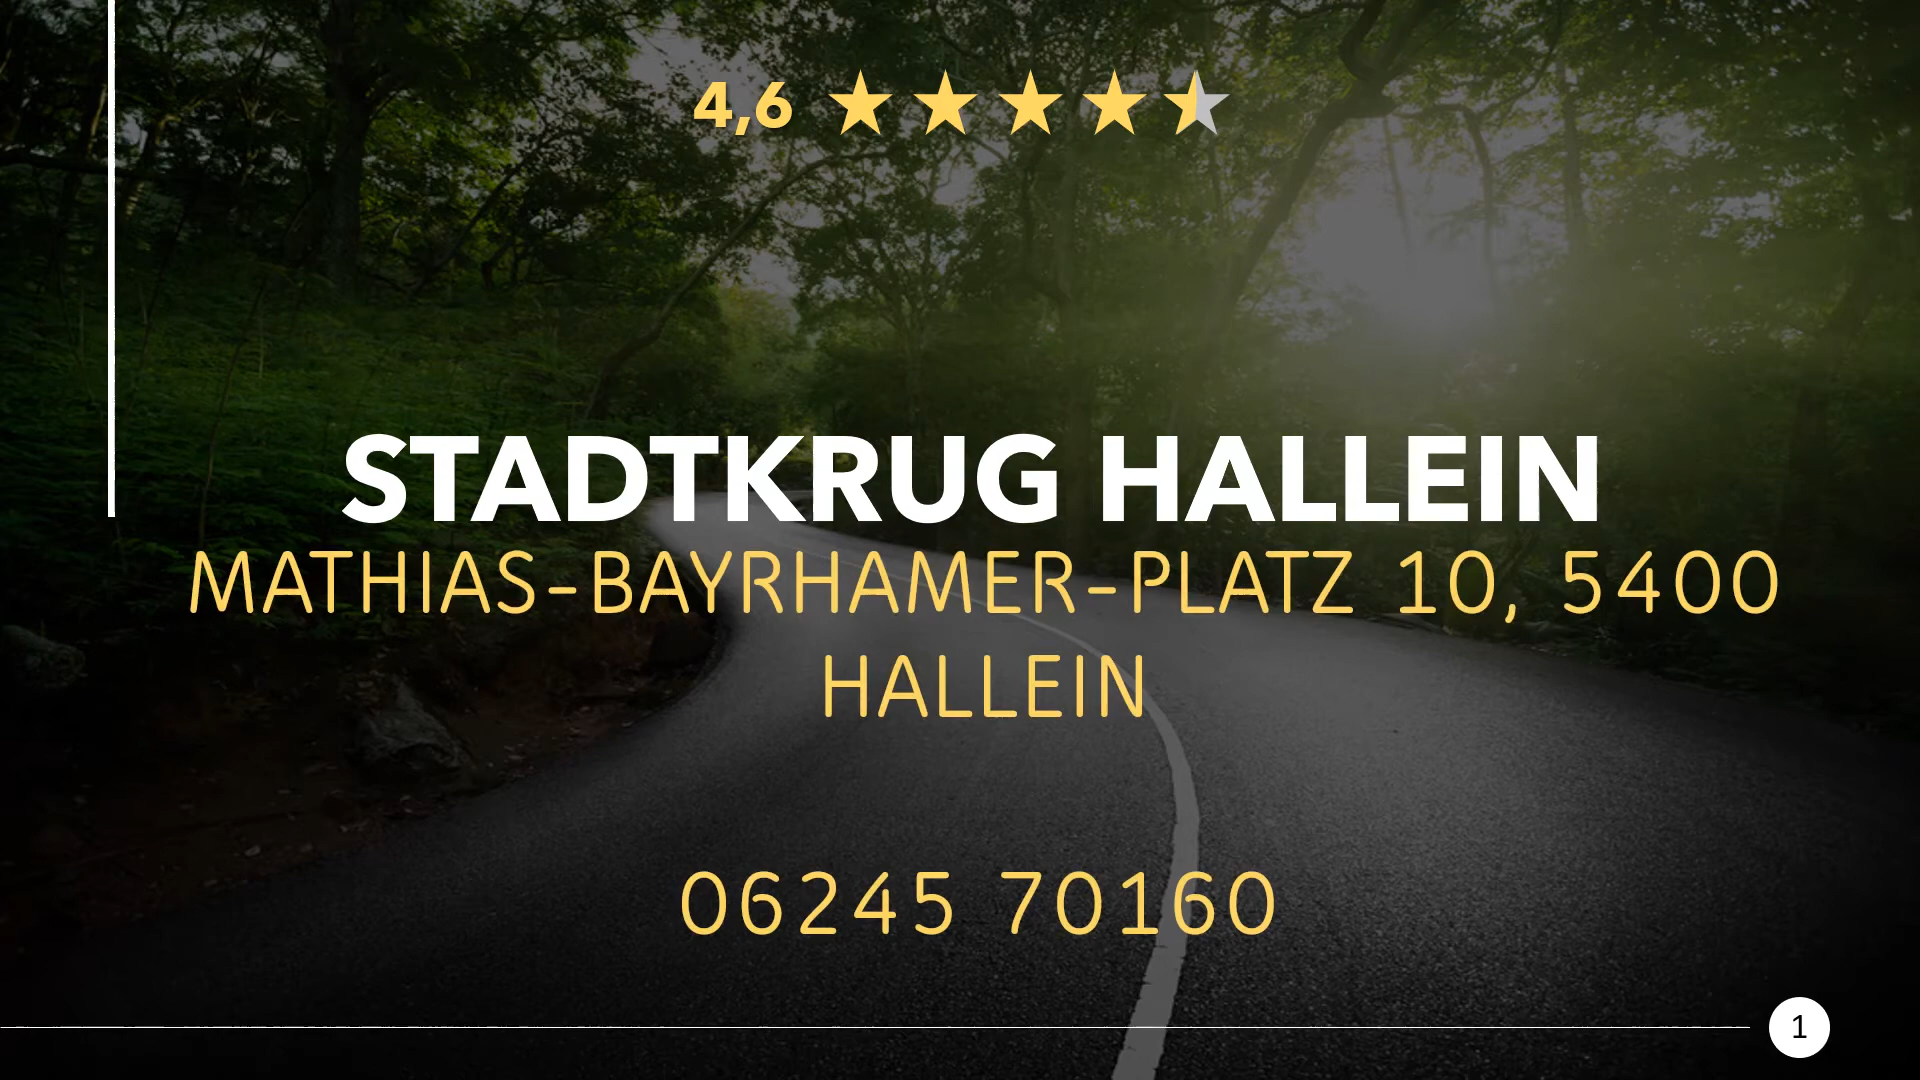 4,6
STADTKRUG HALLEIN
MATHIAS-BAYRHAMER-PLATZ 10, 5400
HALLEIN
06245 70160
1